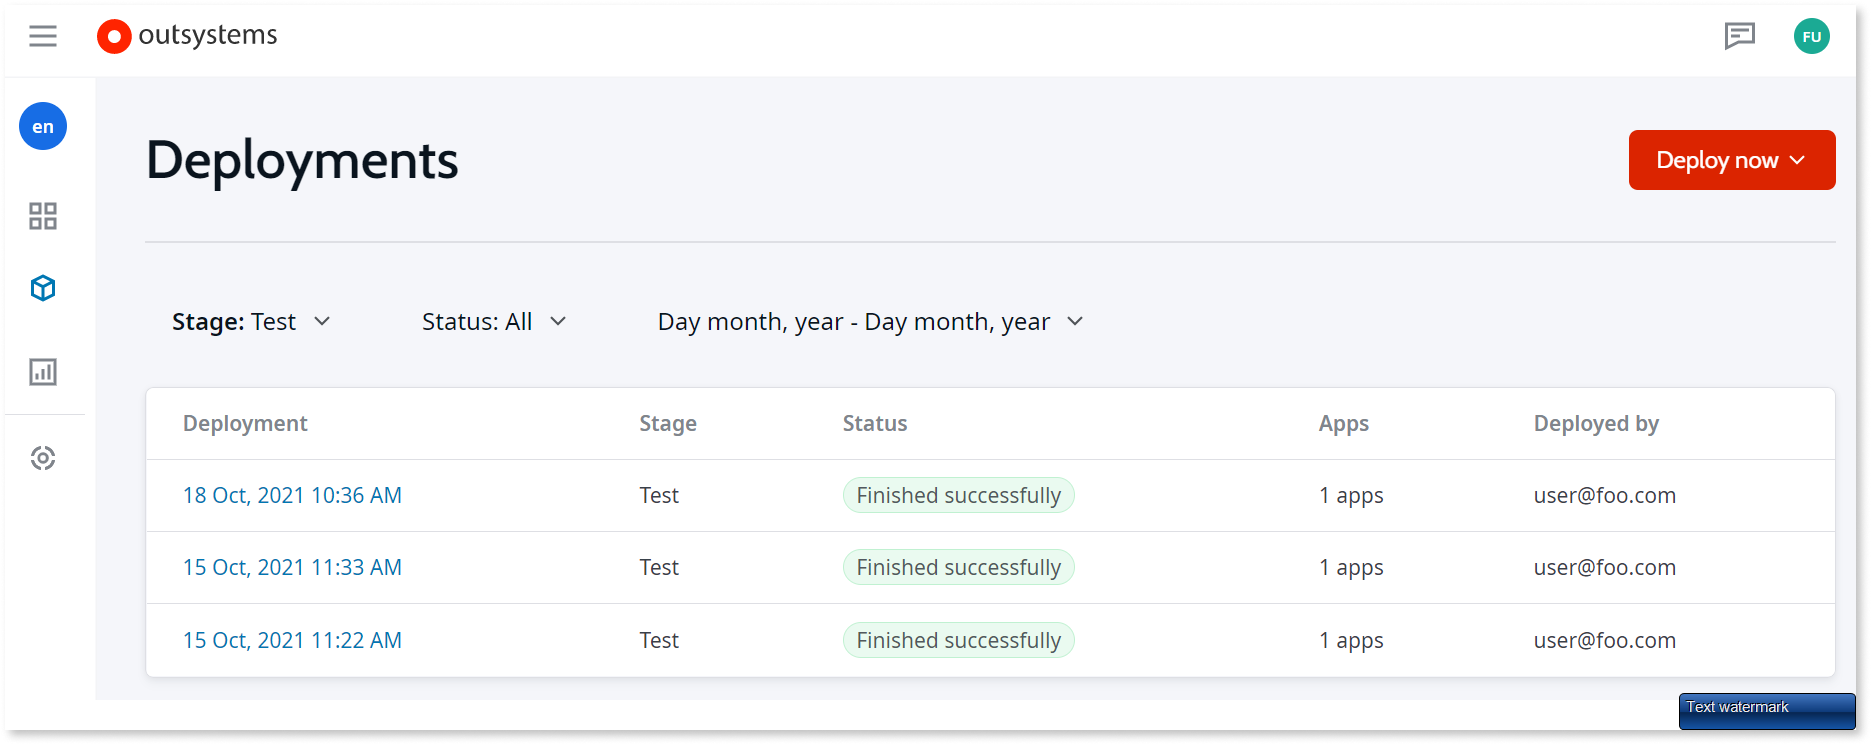 outsystems
FU
en
Deployments
Deploy now
Stage: Test
Status: All
Day month, year - Day month, year
Deployment Stage Status Apps Deployed by
18 Oct, 2021 10:36 AM Test Finished successfully 1 apps user@foo.com
15 Oct, 2021 11:33 AM Test Finished successfully 1 apps user@foo.com
15 Oct, 2021 11:22 AM Test Finished successfully 1 apps user@foo.com
Text watermark